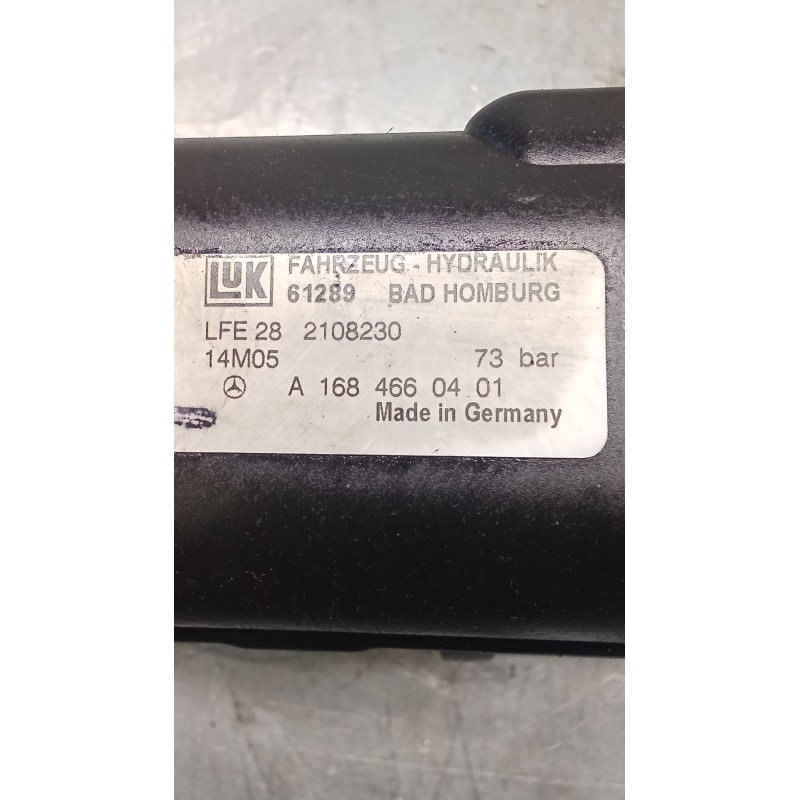 LUK FAHRZEUG - HYDRAULIK
61289 BAD HOMBURG
LFE 28 2108230
14M05 73 bar
A 168 466 04 01
Made in Germany